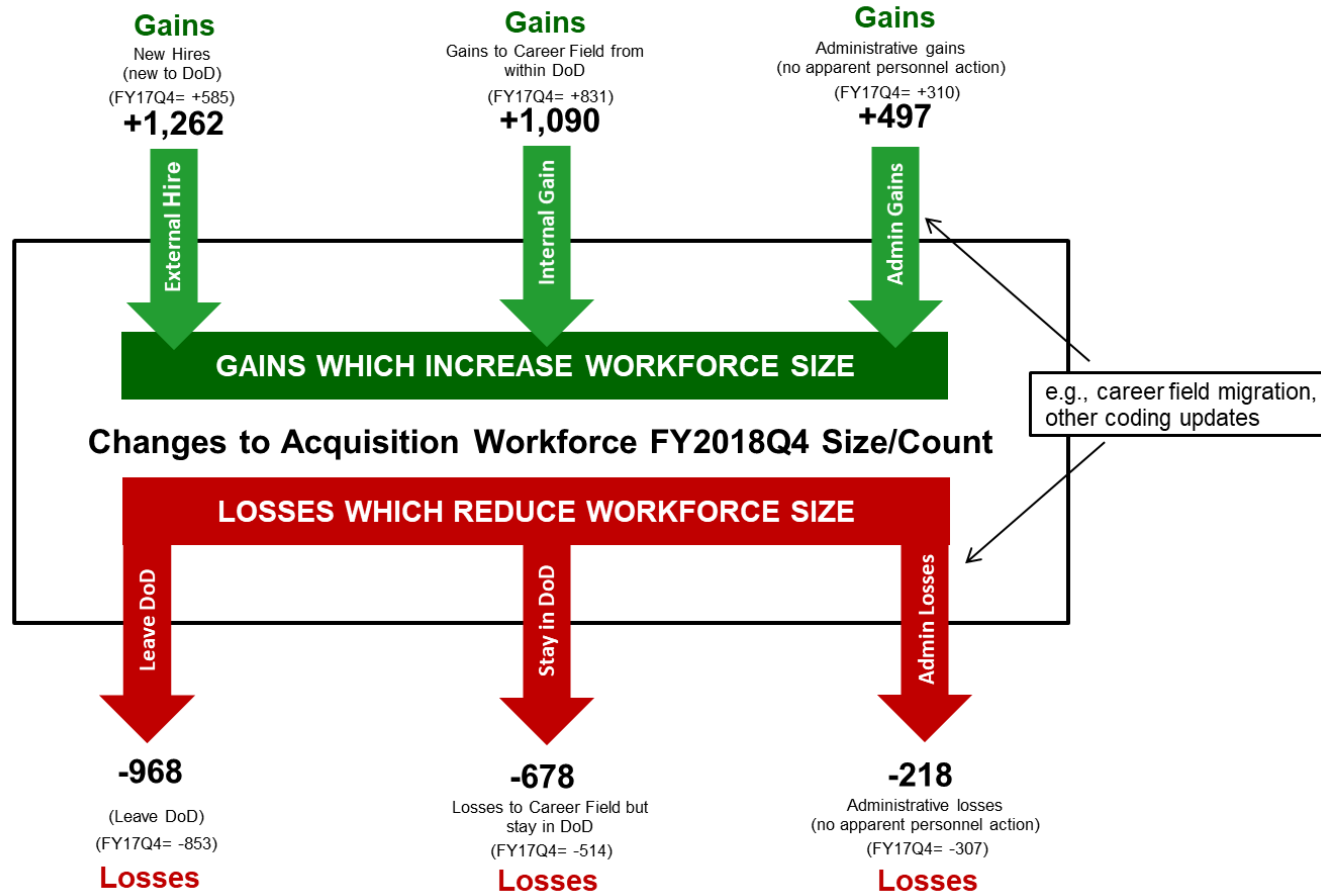 Gains
New Hires
(new to DoD)
(FY17Q4= +585)
+1,262
External Hire
Gains
Gains to Career Field from
within DoD
(FY17Q4= +831)
+1,090
Internal Gain
Gains
Administrative gains
(no apparent personnel action)
(FY17Q4= +310)
+497
Admin Gains
GAINS WHICH INCREASE WORKFORCE SIZE
e.g., career field migration,
other coding updates
Changes to Acquisition Workforce FY2018Q4 Size/Count
LOSSES WHICH REDUCE WORKFORCE SIZE
Leave DoD
-968
(Leave DoD)
(FY17Q4= -853)
Losses
Stay in DoD
-678
Losses to Career Field but
stay in DoD
(FY17Q4= -514)
Losses
Admin Losses
-218
Administrative losses
(no apparent personnel action)
(FY17Q4= -307)
Losses